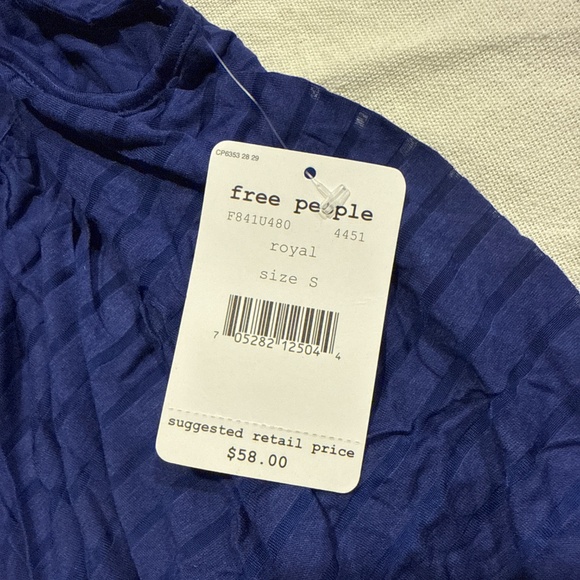 CP6353 28 29
free people
F841U480 4451
royal
size S
7 05282 12504 4
suggested retail price
$58.00